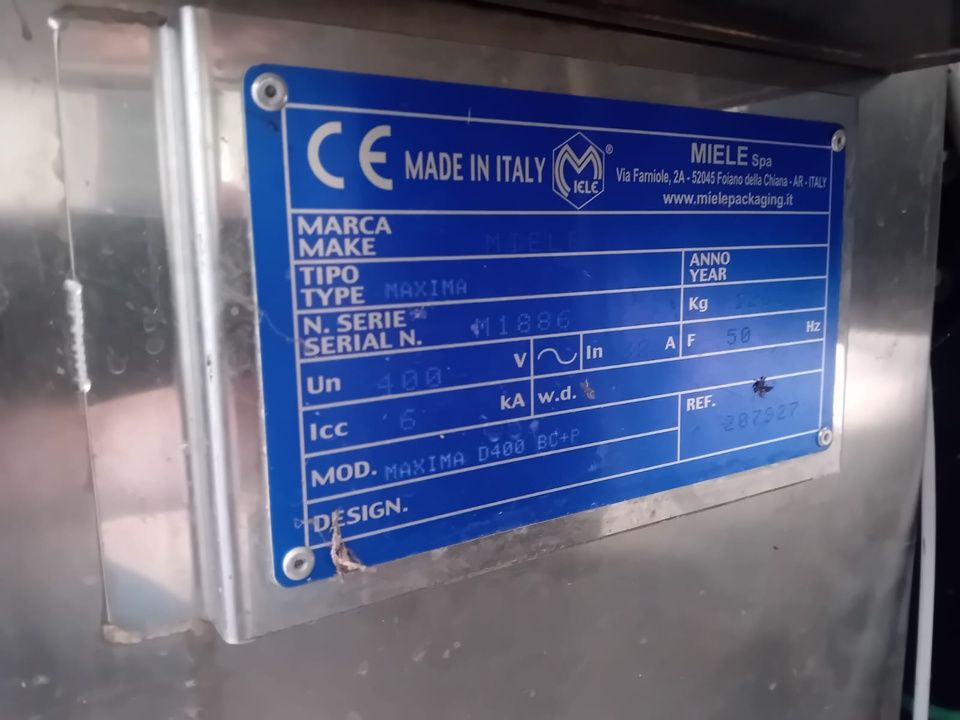 CE MADE IN ITALY MIELE ® MIELE Spa
Via Farniole, 2A - 52045 Foiano della Chiana - AR - ITALY
www.mielepackaging.it
MARCA
MAKE MIELE
TIPO
TYPE MAXIMA
ANNO
YEAR
N. SERIE
SERIAL N. M1886
Kg
Un 400 V In A F 50 Hz
Icc 6 kA w.d.
MOD. MAXIMA D400 BC+P
REF. 207927
DESIGN.